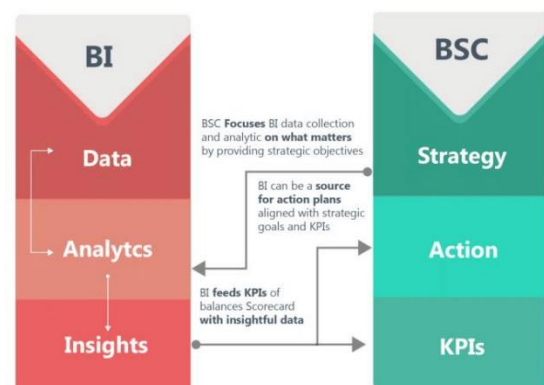 BI
BSC
BSC Focuses BI data collection
and analytic on what matters
by providing strategic objectives
Data
Strategy
BI can be a source
for action plans
aligned with strategic
goals and KPIs
Analytcs
Action
BI feeds KPIs of
balances Scorecard
with insightful data
Insights
KPIs